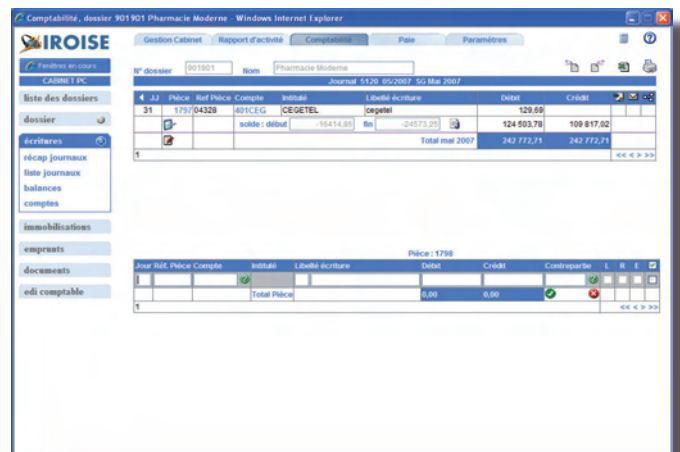 Comptabilité, dossier 901901 Pharmacie Moderne - Windows Internet Explorer
IROISE
Gestion Cabinet Rapport d'activité Comptabilité Paie Paramètres
Fenêtres en cours
CABINET PC
N° dossier 901901 Nom Pharmacie Moderne
Journal 5120 05/2007 SG Mai 2007
liste des dossiers
JJ Pièce Ref Pièce Compte Intitulé Libellé écriture Débit Crédit
31 1797 04328 401CEG CEGETEL cegetel 129,69
dossier
solde : début -16414,85 fin -24573,25 124 503,78 109 817,02
écritures
Total mai 2007 242 772,71 242 772,71
récap journaux
1 << < > >>
liste journaux
balances
comptes
immobilisations
emprunts
Pièce : 1798
documents
Jour Réf. Pièce Compte Intitulé Libellé écriture Débit Crédit Contrepartie L R E
edi comptable
Total Pièce 0,00 0,00
1 << < > >>